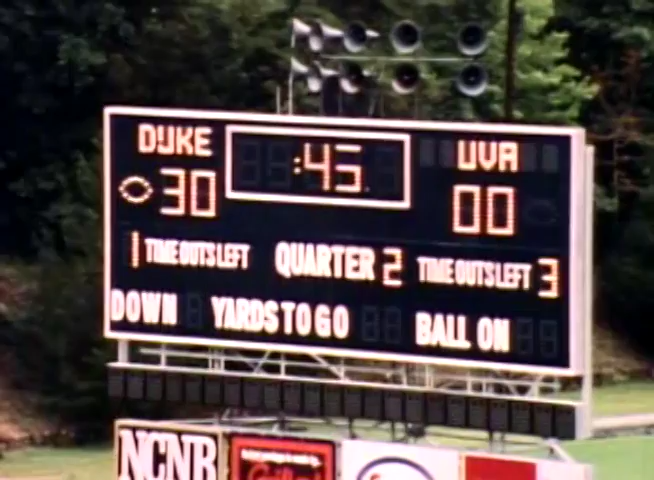 DUKE :45 UVA
30 00
1 TIME OUTS LEFT QUARTER 2 TIME OUTS LEFT 3
DOWN YARDS TO GO BALL ON
NCNB